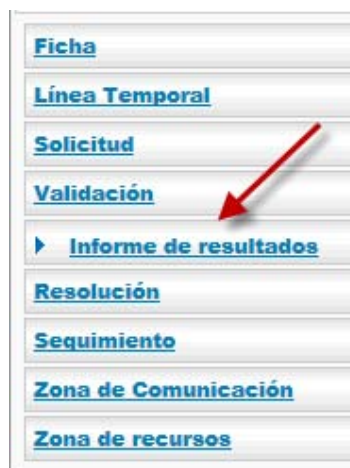 Ficha
Línea Temporal
Solicitud
Validación
Informe de resultados
Resolución
Seguimiento
Zona de Comunicación
Zona de recursos